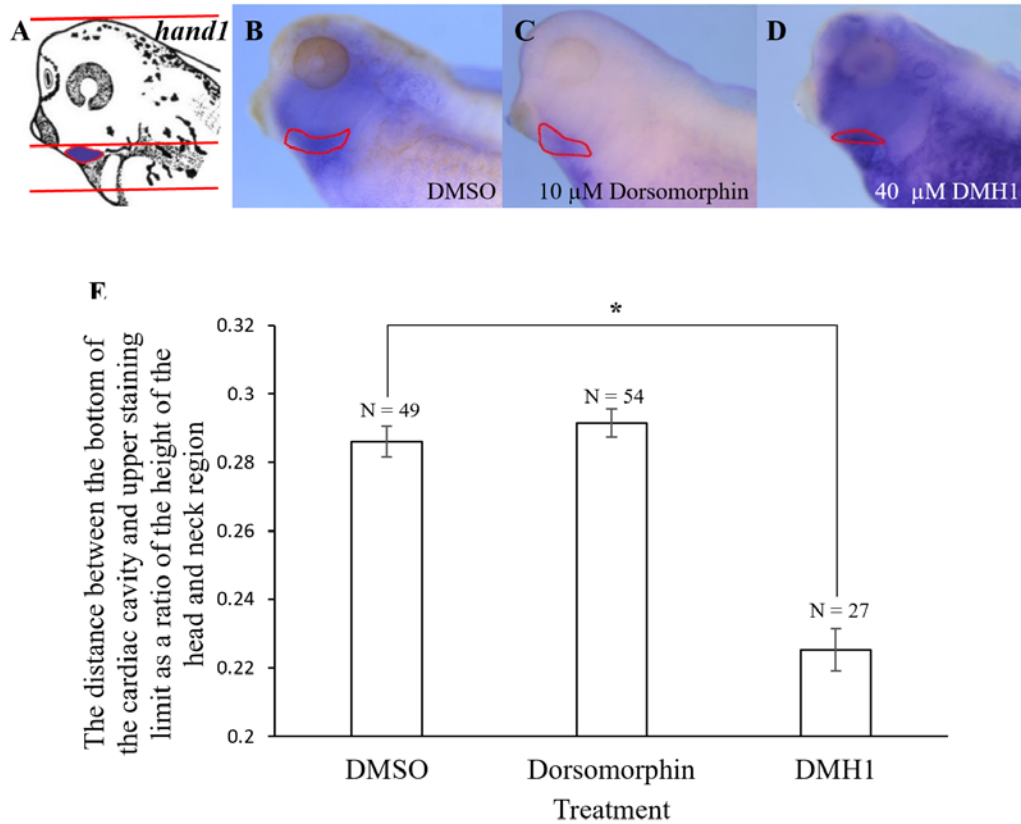 A
hand1
B
DMSO
C
10 µM Dorsomorphin
D
40 µM DMH1
E
The distance between the bottom of
the cardiac cavity and upper staining
limit as a ratio of the height of the
head and neck region
0.32
0.3
0.28
0.26
0.24
0.22
0.2
*
N = 49
N = 54
N = 27
DMSO
Dorsomorphin
DMH1
Treatment